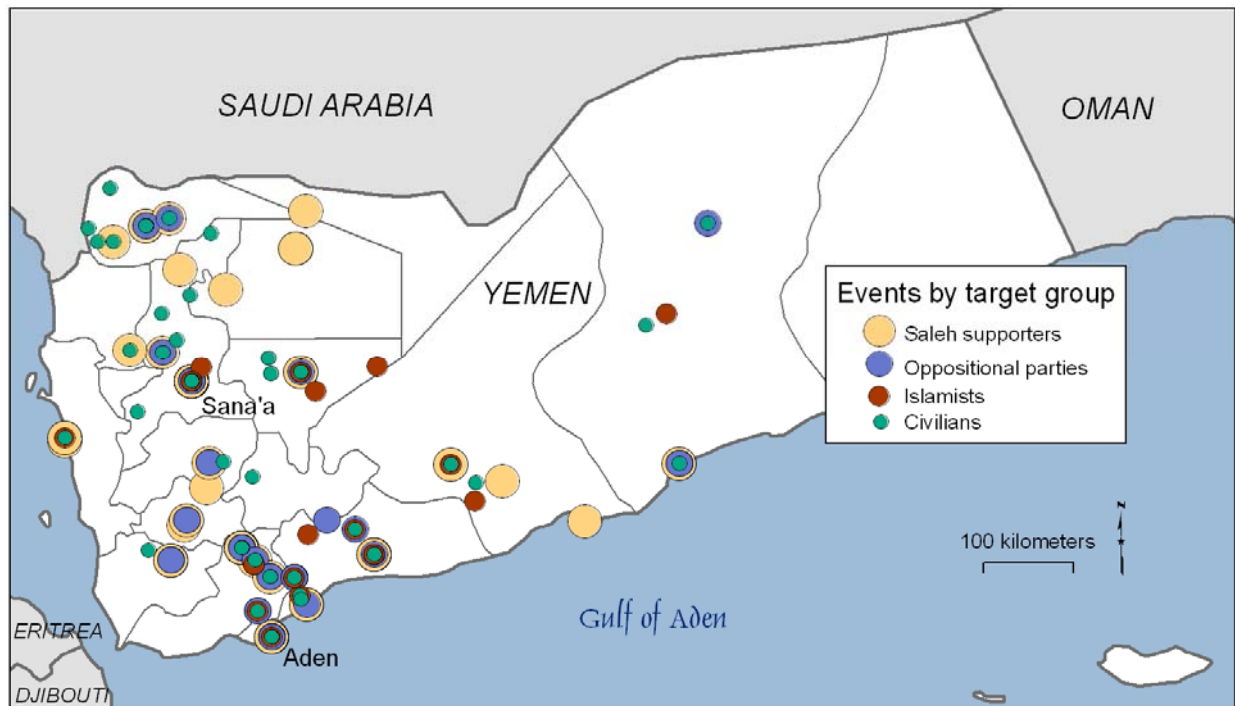 SAUDI ARABIA
OMAN
YEMEN
Events by target group
Saleh supporters
Oppositional parties
Islamists
Civilians
Sana'a
z
100 kilometers
Gulf of Aden
ERITREA
Aden
DJIBOUTI